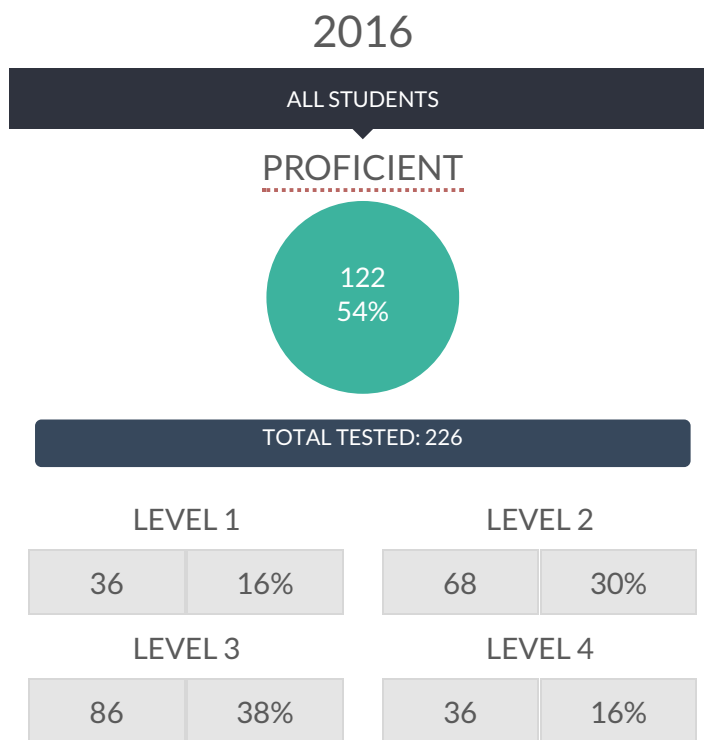 2016
ALL STUDENTS
PROFICIENT
122
54%
TOTAL TESTED: 226
LEVEL 1 LEVEL 2
36 16% 68 30%
LEVEL 3 LEVEL 4
86 38% 36 16%